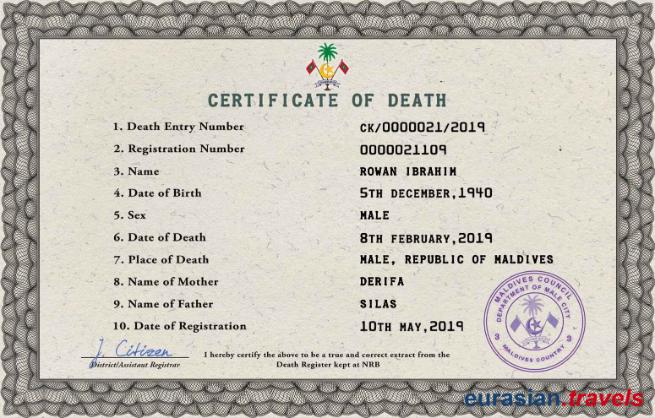 CERTIFICATE OF DEATH
1. Death Entry Number CK/0000021/2019
2. Registration Number 0000021109
3. Name ROWAN IBRAHIM
4. Date of Birth 5TH DECEMBER,1940
5. Sex MALE
6. Date of Death 8TH FEBRUARY,2019
7. Place of Death MALE, REPUBLIC OF MALDIVES
8. Name of Mother DERIFA
9. Name of Father SILAS
10. Date of Registration 10TH MAY,2019
MALDIVES COUNCIL
DEPARTMENT OF MALE CITY
3 3
MALDIVES COUNTRY
J. Citizen
District/Assistant Registrar
I hereby certify the above to be a true and correct extract from the
Death Register kept at NRB
eurasian.travels